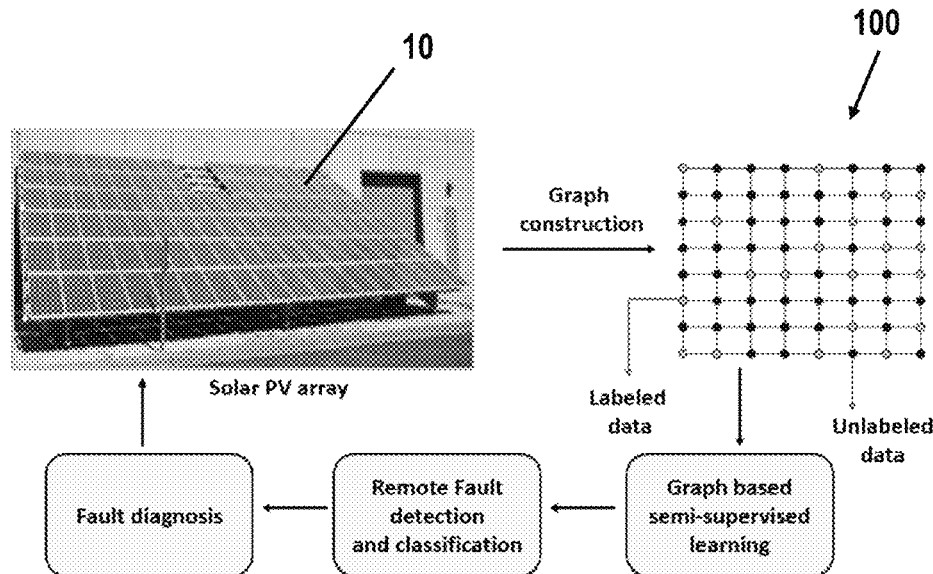 10
100
Graph
construction
Solar PV array
Labeled
data
Unlabeled
data
Fault diagnosis
Remote Fault
detection
and classification
Graph based
semi-supervised
learning